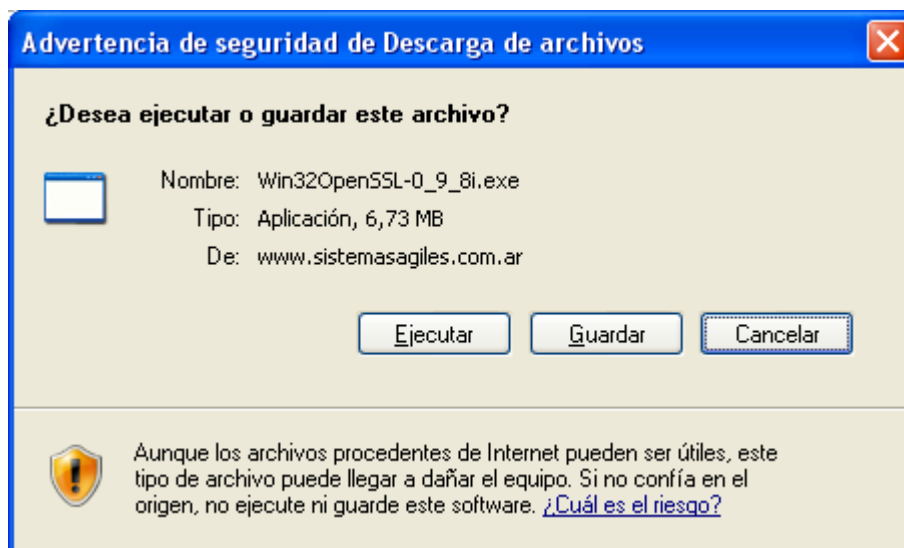 Advertencia de seguridad de Descarga de archivos
¿Desea ejecutar o guardar este archivo?
Nombre: Win32OpenSSL-0_9_8i.exe
Tipo: Aplicación, 6,73 MB
De: www.sistemasagiles.com.ar
Ejecutar Guardar Cancelar
Aunque los archivos procedentes de Internet pueden ser útiles, este
tipo de archivo puede llegar a dañar el equipo. Si no confía en el
origen, no ejecute ni guarde este software. ¿Cuál es el riesgo?